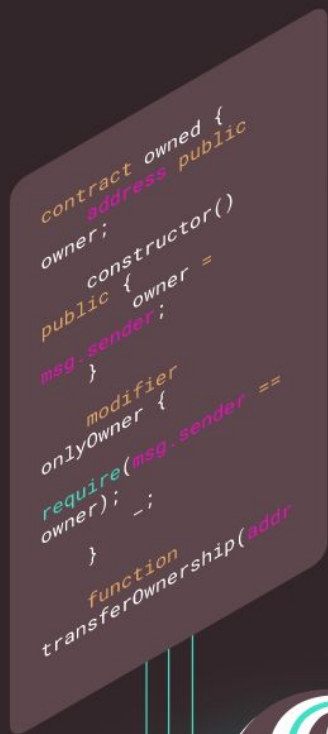 contract owned {
address public
owner;
constructor()
public {
owner =
msg.sender;
}
modifier
onlyOwner {
require(msg.sender ==
owner);
_;
}
function
transferOwnership(addr